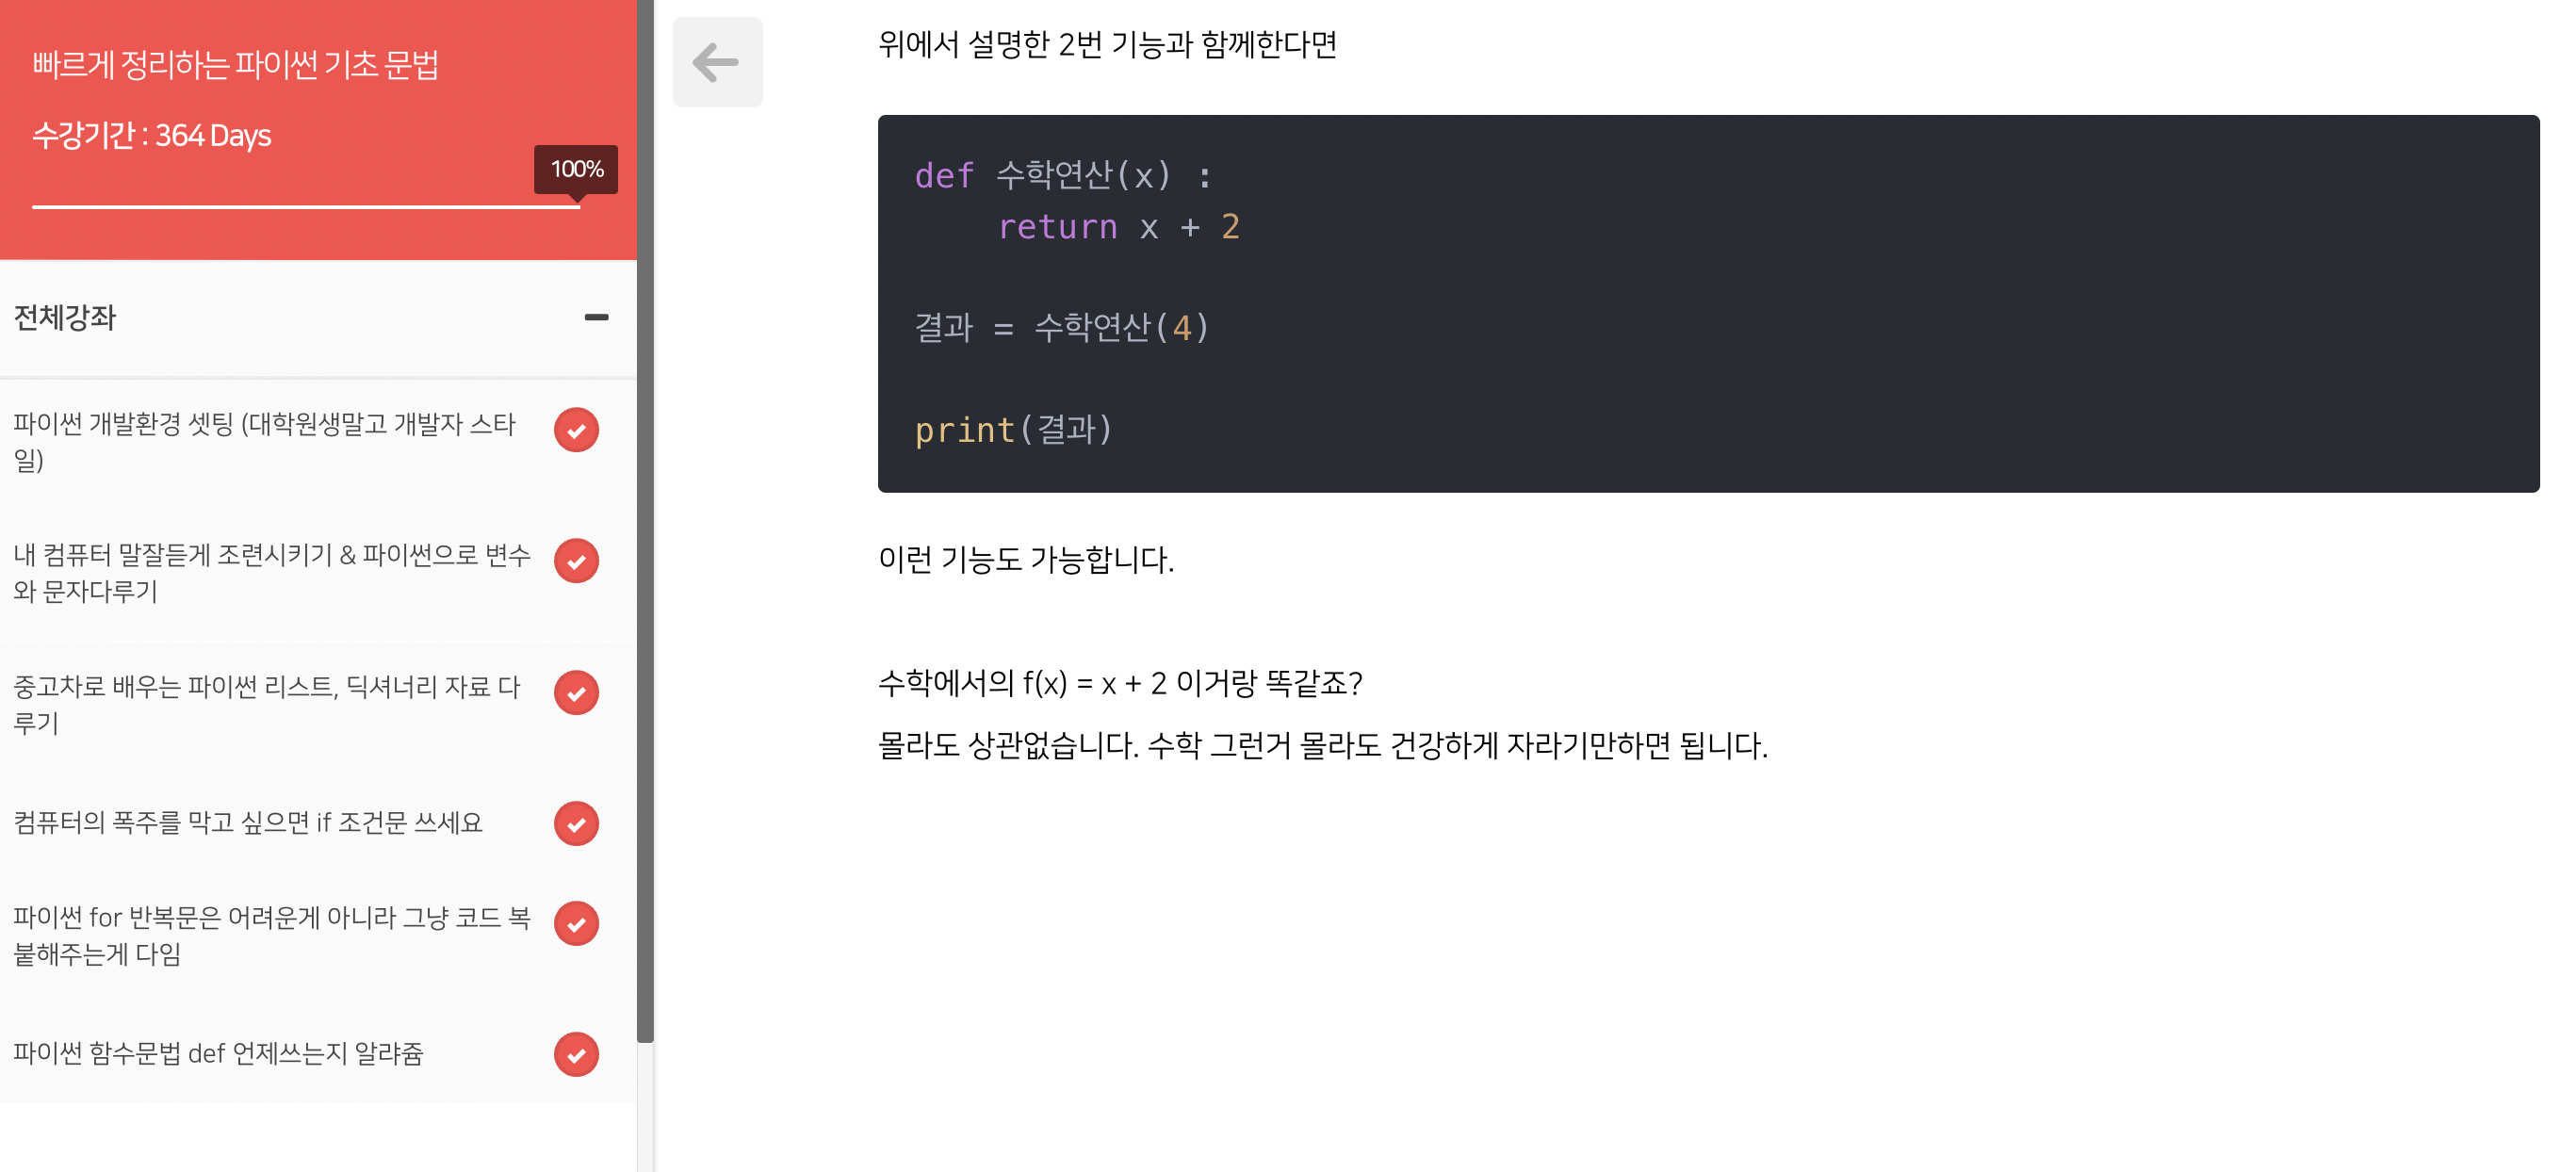 빠르게 정리하는 파이썬 기초 문법
수강기간 : 364 Days
100%
전체강좌
파이썬 개발환경 셋팅 (대학원생말고 개발자 스타
일)
내 컴퓨터 말잘듣게 조련시키기 & 파이썬으로 변수
와 문자다루기
중고차로 배우는 파이썬 리스트, 딕셔너리 자료 다
루기
컴퓨터의 폭주를 막고 싶으면 if 조건문 쓰세요
파이썬 for 반복문은 어려운게 아니라 그냥 코드 복
붙해주는게 다임
파이썬 함수문법 def 언제쓰는지 알랴쥼
위에서 설명한 2번 기능과 함께한다면
def 수학연산(x) :
    return x + 2
결과 = 수학연산(4)
print(결과)
이런 기능도 가능합니다.
수학에서의 f(x) = x + 2 이거랑 똑같죠?
몰라도 상관없습니다. 수학 그런거 몰라도 건강하게 자라기만하면 됩니다.